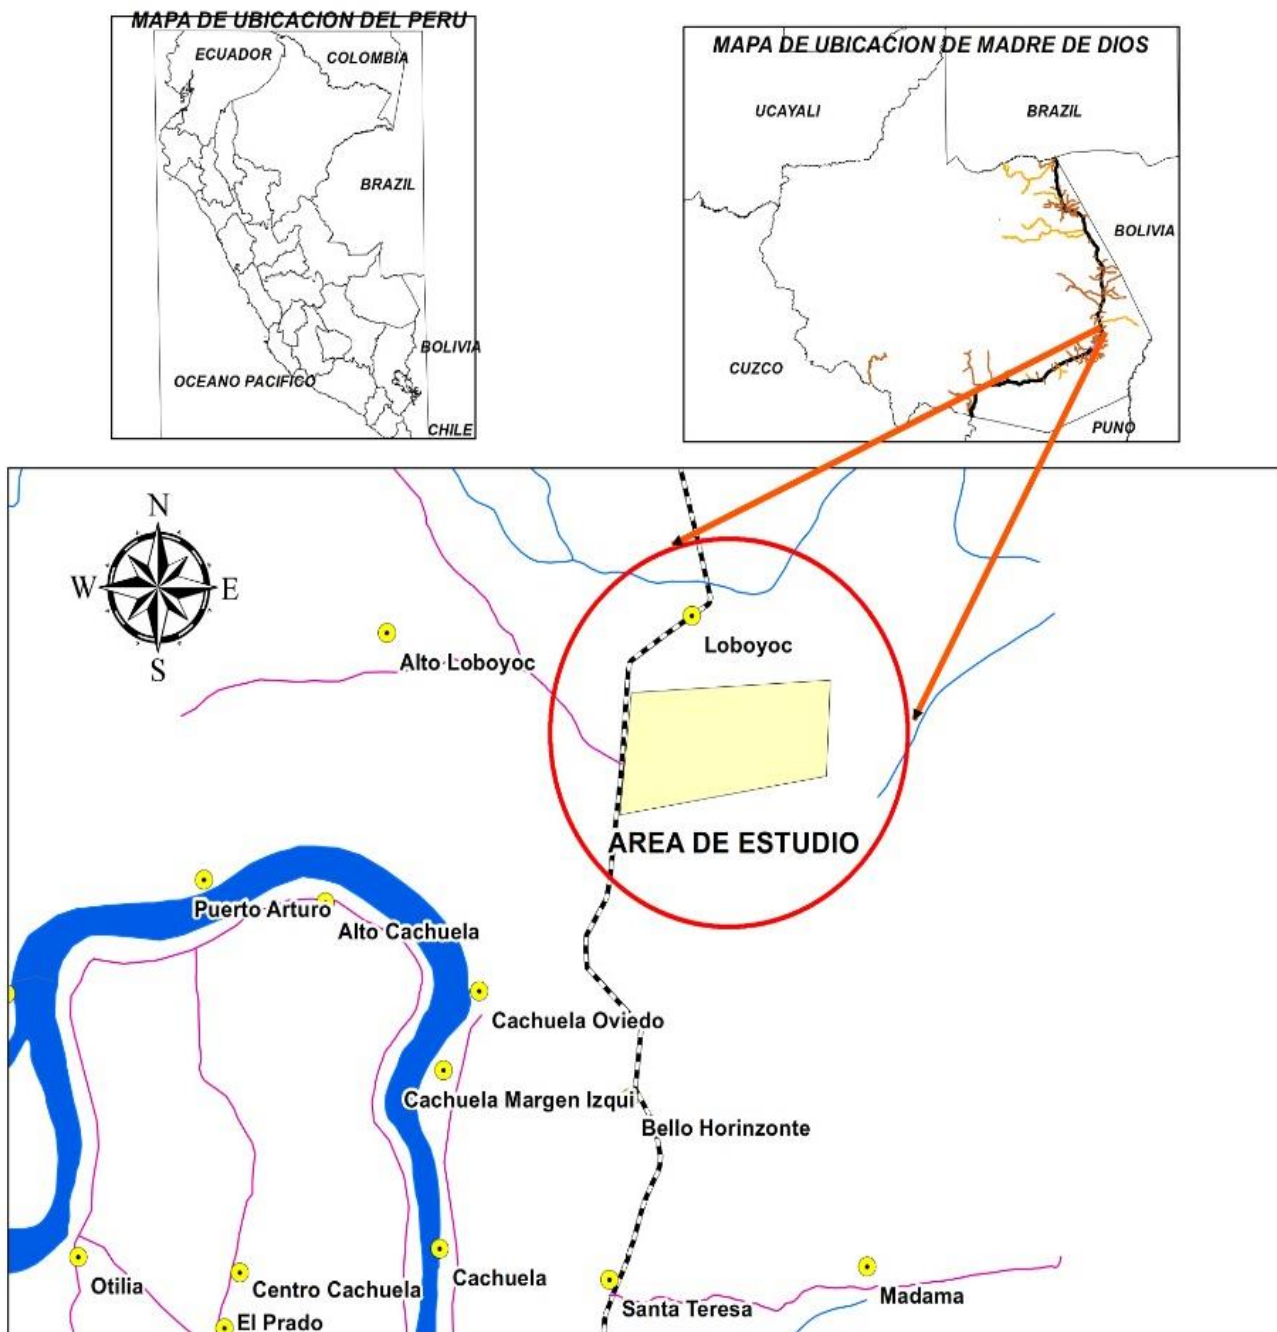 MAPA DE UBICACION DEL PERU
ECUADOR
COLOMBIA
BRAZIL
BOLIVIA
OCEANO PACIFICO
CHILE
MAPA DE UBICACION DE MADRE DE DIOS
UCAYALI
BRAZIL
BOLIVIA
CUZCO
PUNO
N
W
E
S
Loboyoc
Alto Loboyoc
AREA DE ESTUDIO
Puerto Arturo
Alto Cachuela
Cachuela Oviedo
Cachuela Margen Izqui
Bello Horinzonte
Otilia
Centro Cachuela
Cachuela
El Prado
Santa Teresa
Madama